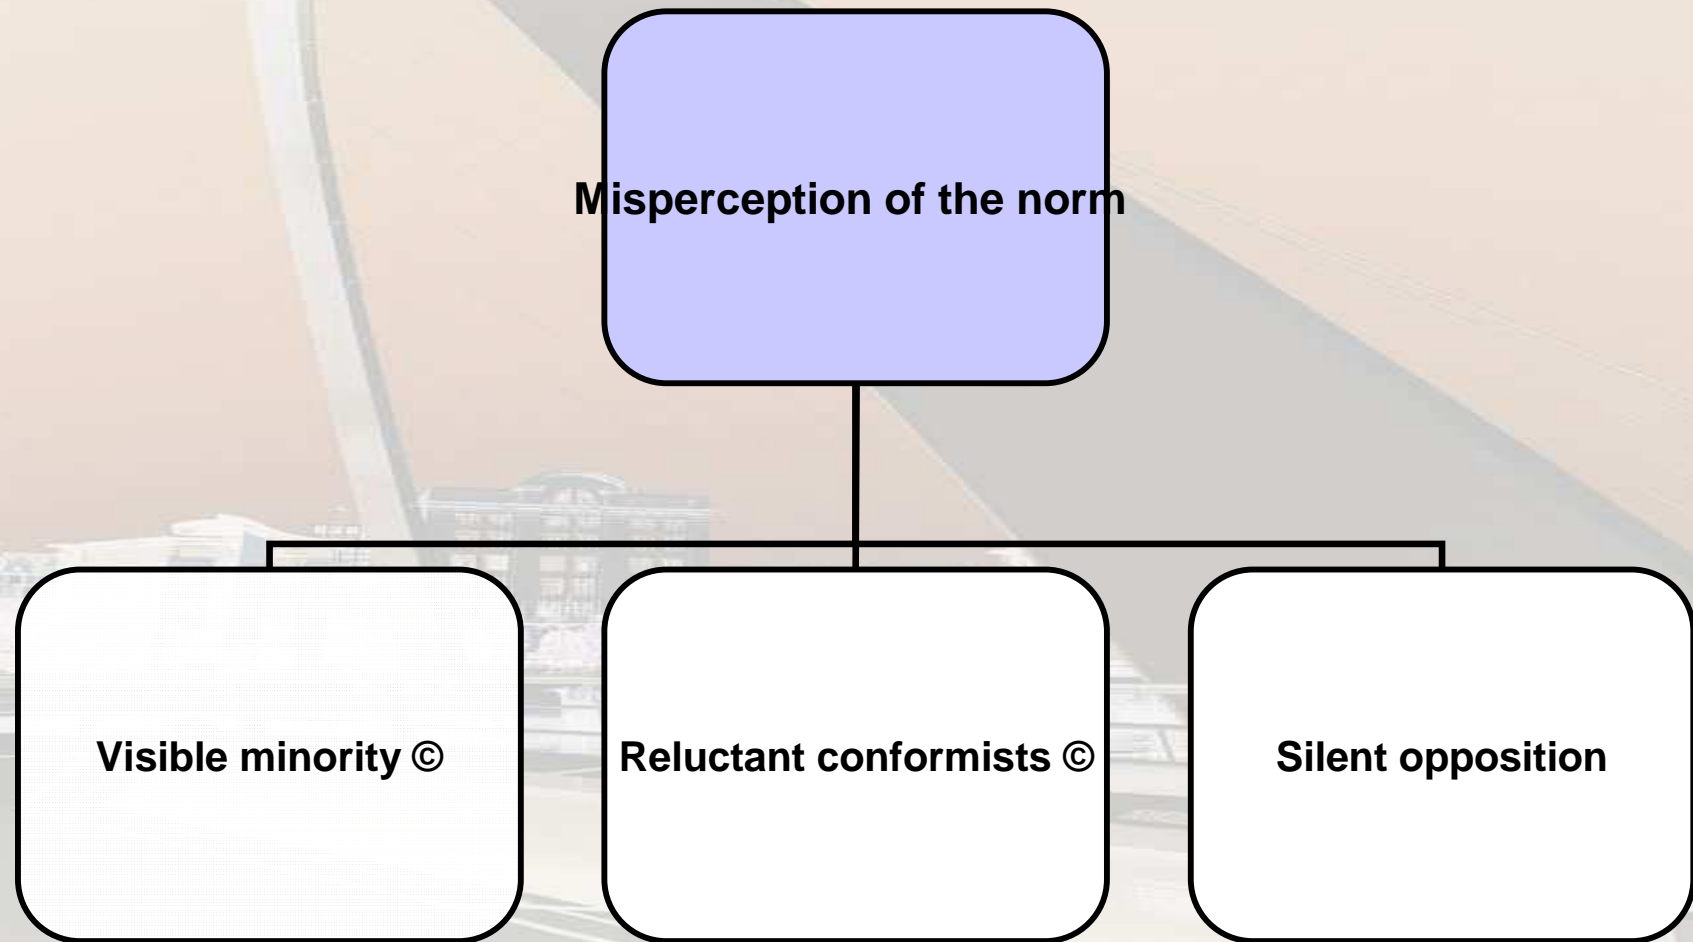 Misperception of the norm
Visible minority ©
Reluctant conformists ©
Silent opposition